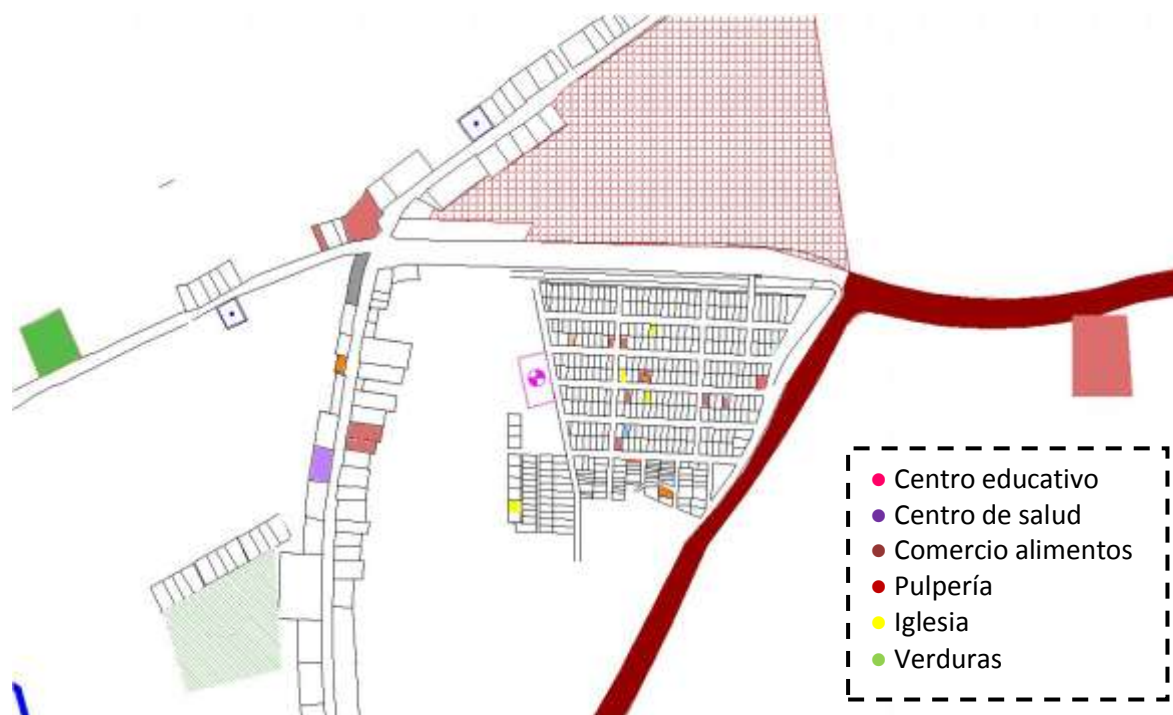 Centro educativo
Centro de salud
Comercio alimentos
Pulpería
Iglesia
Verduras